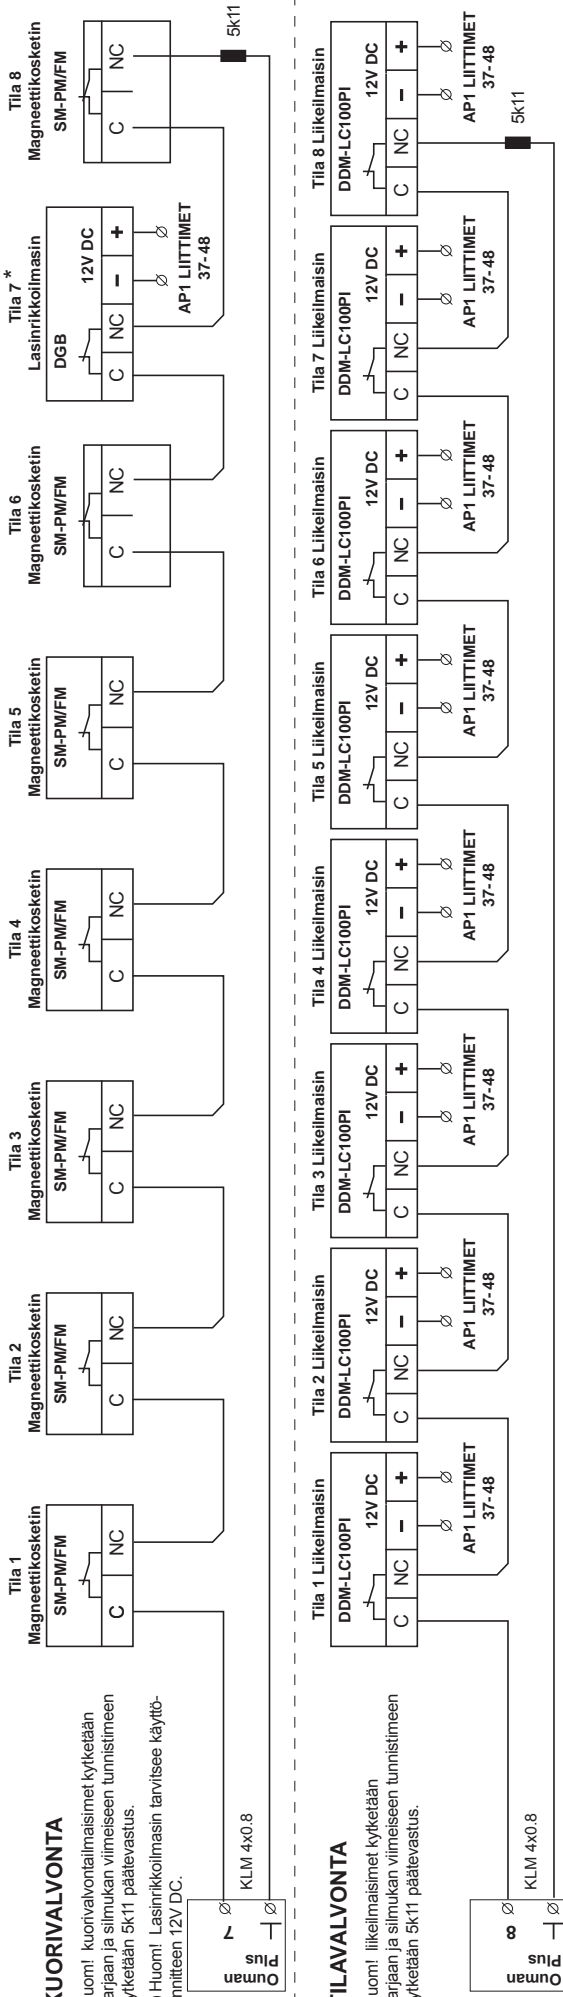 KUORIVALVONTA
uom! kuorivalvontailmaisimet kytketään
arjaan ja silmukan viimeiseen tunnistimeen
ytketään 5k11 päätevastus.
) Huom! Lasinrikkoilmasin tarvitsee käyttö-
nnitteen 12V DC.
Ouman
Plus
7
KLM 4x0.8
Tila 1
Magneettikosketin
SM-PM/FM
C
NC
Tila 2
Magneettikosketin
SM-PM/FM
C
NC
Tila 3
Magneettikosketin
SM-PM/FM
C
NC
Tila 4
Magneettikosketin
SM-PM/FM
C
NC
Tila 5
Magneettikosketin
SM-PM/FM
C
NC
Tila 6
Magneettikosketin
SM-PM/FM
C
NC
Tila 7 *
Lasinrikkoilmasin
DGB
12V DC
C NC − +
AP1 LIITTIMET
37-48
Tila 8
Magneettikosketin
SM-PM/FM
C
NC
5k11
TILAVALVONTA
uom! liikeilmaisimet kytketään
arjaan ja silmukan viimeiseen tunnistimeen
ytketään 5k11 päätevastus.
Ouman
Plus
8
KLM 4x0.8
Tila 1 Liikeilmaisin
DDM-LC100PI
12V DC
C NC − +
AP1 LIITTIMET
37-48
Tila 2 Liikeilmaisin
DDM-LC100PI
12V DC
C NC − +
AP1 LIITTIMET
37-48
Tila 3 Liikeilmaisin
DDM-LC100PI
12V DC
C NC − +
AP1 LIITTIMET
37-48
Tila 4 Liikeilmaisin
DDM-LC100PI
12V DC
C NC − +
AP1 LIITTIMET
37-48
Tila 5 Liikeilmaisin
DDM-LC100PI
12V DC
C NC − +
AP1 LIITTIMET
37-48
Tila 6 Liikeilmaisin
DDM-LC100PI
12V DC
C NC − +
AP1 LIITTIMET
37-48
Tila 7 Liikeilmaisin
DDM-LC100PI
12V DC
C NC − +
AP1 LIITTIMET
37-48
Tila 8 Liikeilmaisin
DDM-LC100PI
12V DC
C NC − +
AP1 LIITTIMET
37-48
5k11